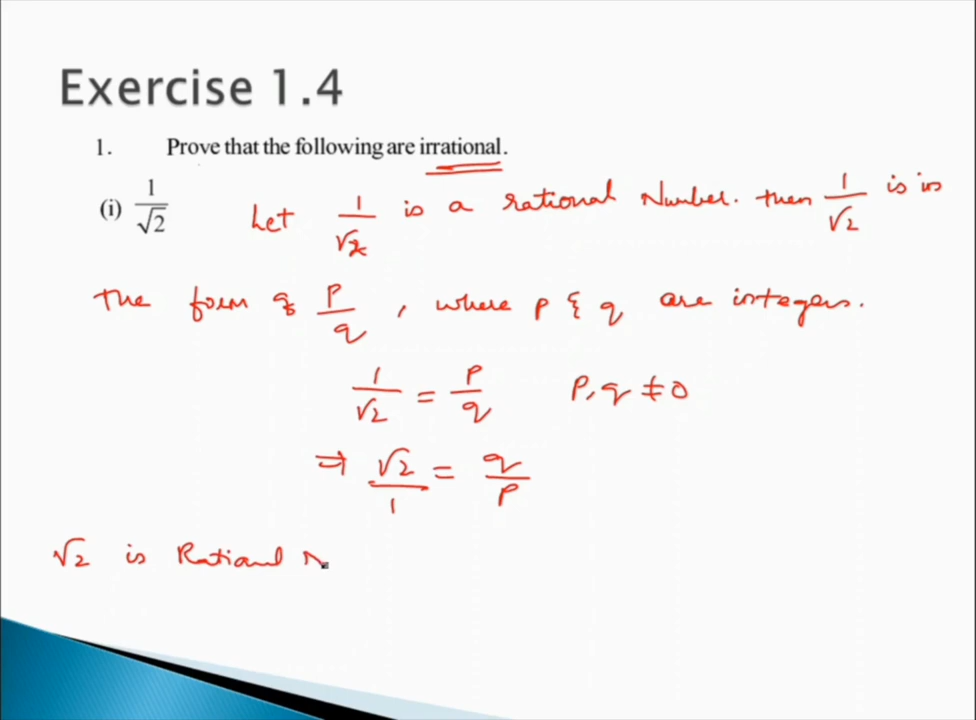 Exercise 1.4
1. Prove that the following are irrational.
(i) 1/√2 Let 1/√2 is a rational Number. then 1/√2 is in
the form of p/q, where p & q are integers.
1/√2 = p/q p, q ≠ 0
⇒ √2/1 = q/p
√2 is Rational N